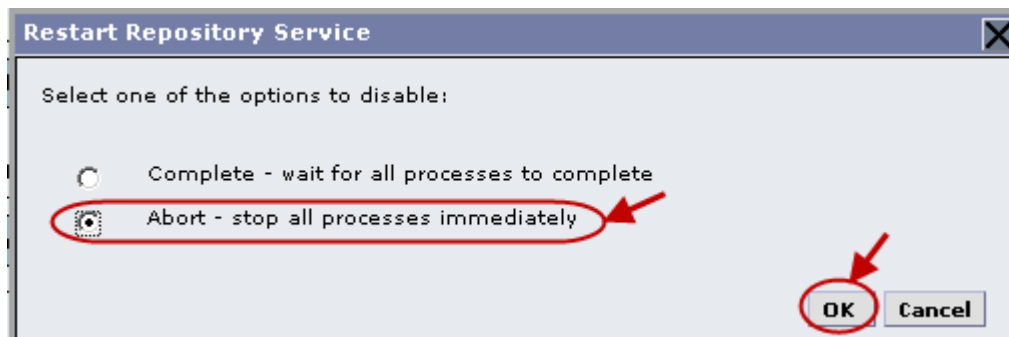 Restart Repository Service
Select one of the options to disable:
Complete - wait for all processes to complete
Abort - stop all processes immediately
OK Cancel